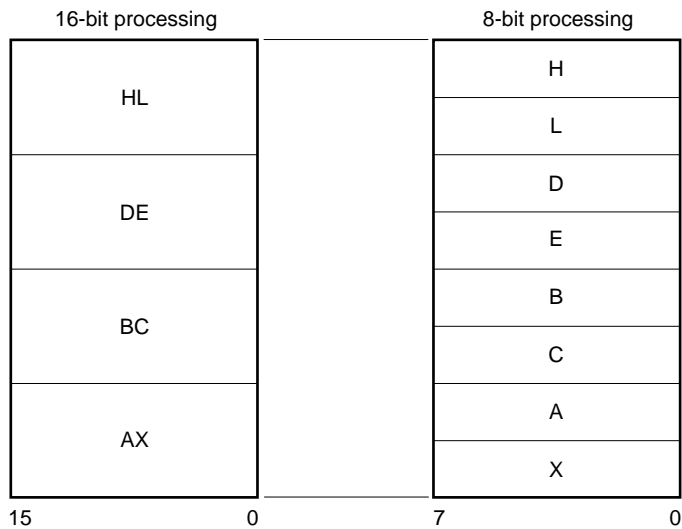 16-bit processing 8-bit processing
HL
DE
BC
AX
15 0
H
L
D
E
B
C
A
X
7 0